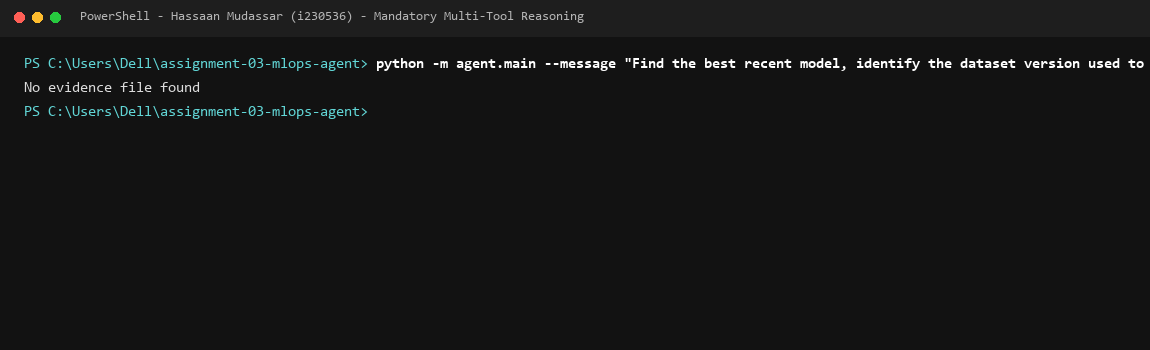 PowerShell - Hassaan Mudassar (i230536) - Mandatory Multi-Tool Reasoning
PS C:\Users\Dell\assignment-03-mlops-agent> python -m agent.main --message "Find the best recent model, identify the dataset version used to
No evidence file found
PS C:\Users\Dell\assignment-03-mlops-agent>